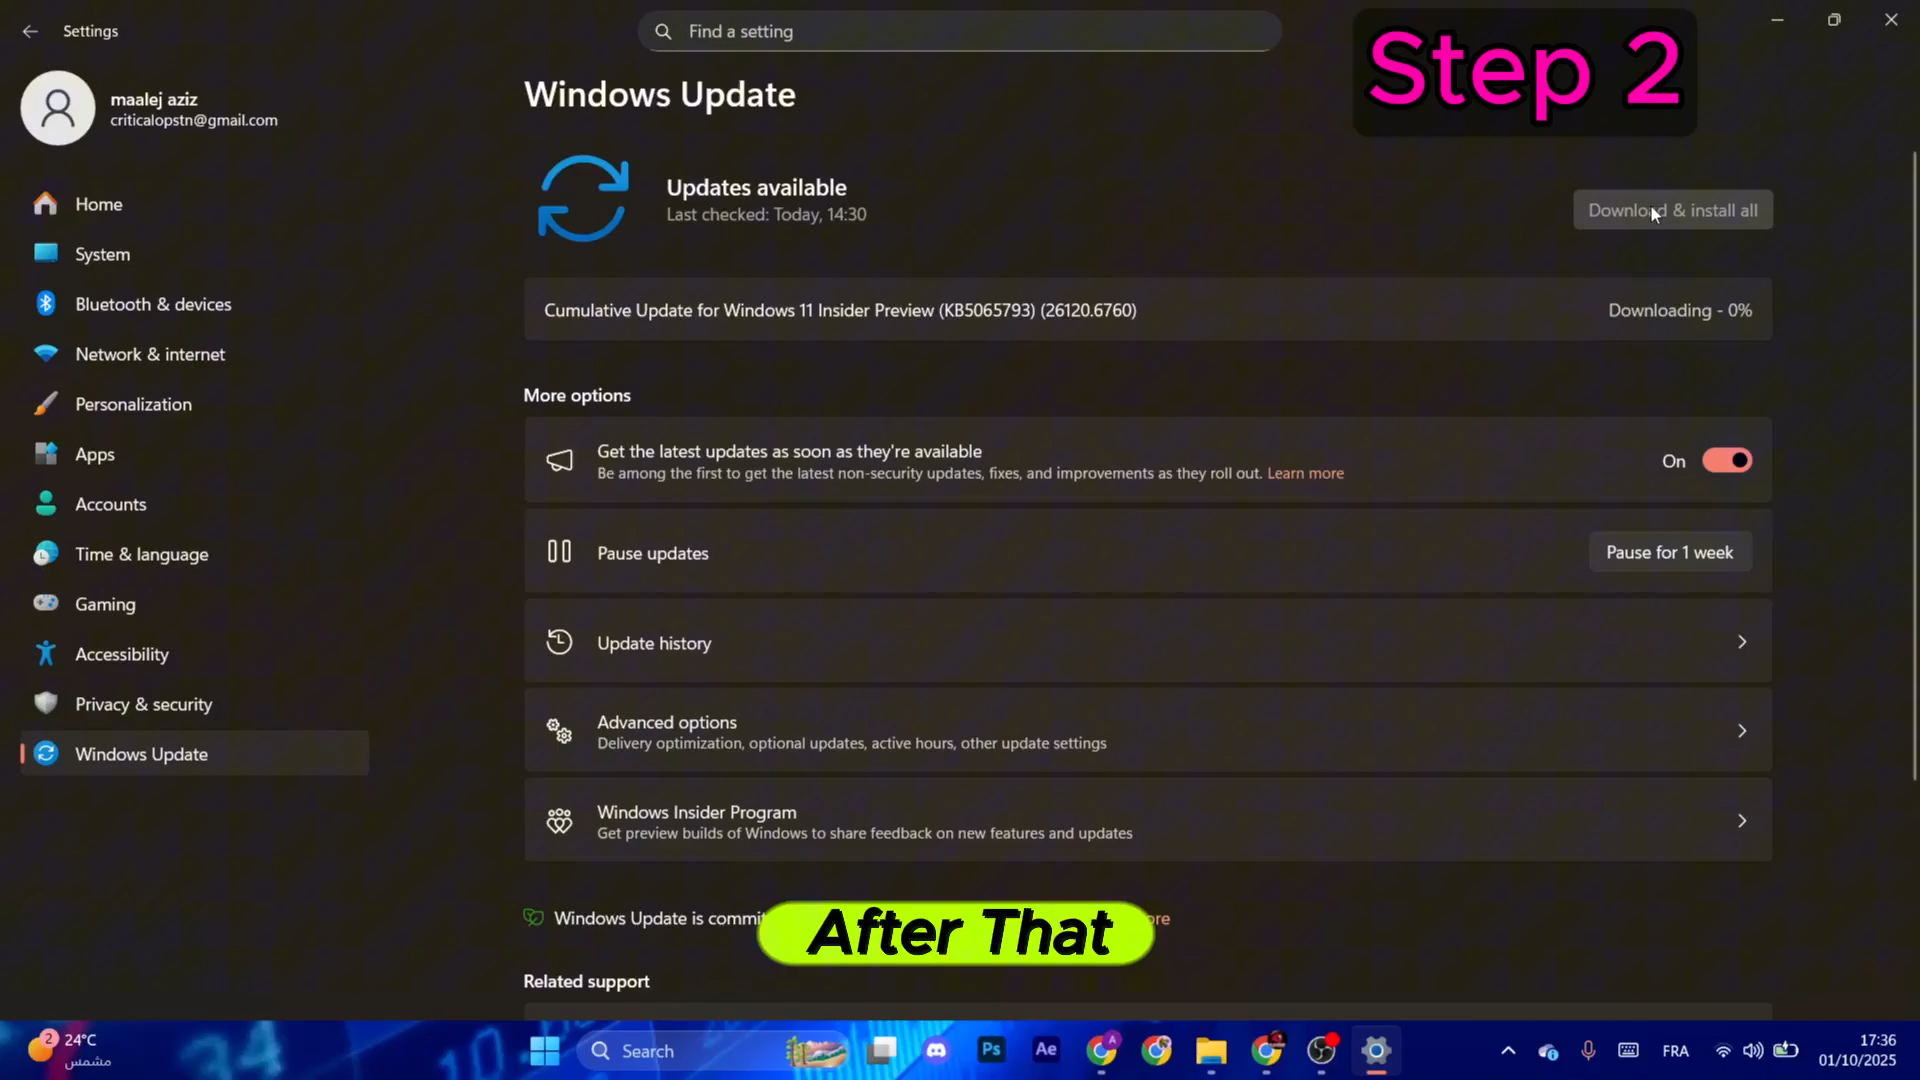 Settings
Find a setting
Step 2
maalej aziz
criticalopstn@gmail.com
Home
System
Bluetooth & devices
Network & internet
Personalization
Apps
Accounts
Time & language
Gaming
Accessibility
Privacy & security
Windows Update
Windows Update
Updates available
Last checked: Today, 14:30
Download & install all
Cumulative Update for Windows 11 Insider Preview (KB5065793) (26120.6760)
Downloading - 0%
More options
Get the latest updates as soon as they're available
Be among the first to get the latest non-security updates, fixes, and improvements as they roll out. Learn more
On
Pause updates
Pause for 1 week
Update history
Advanced options
Delivery optimization, optional updates, active hours, other update settings
Windows Insider Program
Get preview builds of Windows to share feedback on new features and updates
Windows Update is commi
After That
Related support
2
24°C
مشمس
Search
Ps
Ae
A
FRA
17:36
01/10/2025